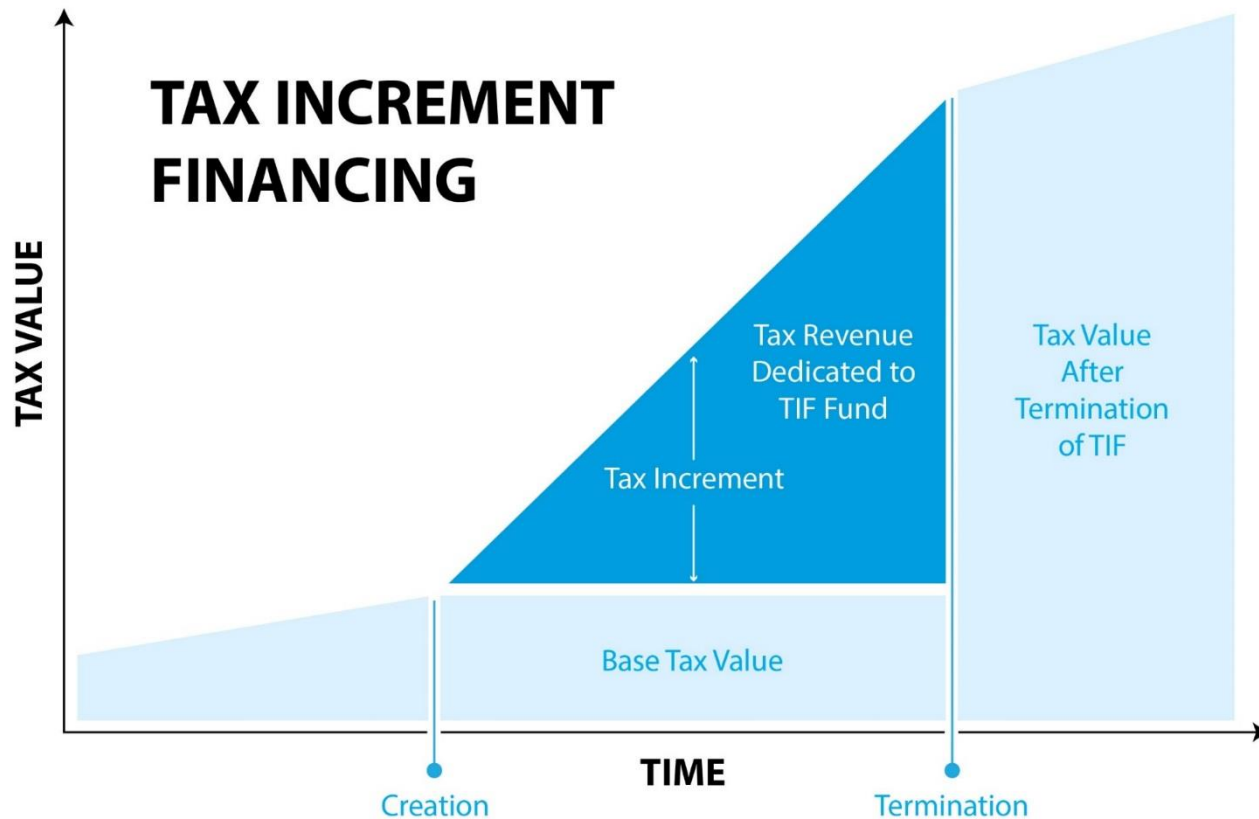 TAX INCREMENT
FINANCING
TAX VALUE
Tax Revenue
Dedicated to
TIF Fund
Tax Increment
Tax Value
After
Termination
of TIF
Base Tax Value
TIME
Creation
Termination